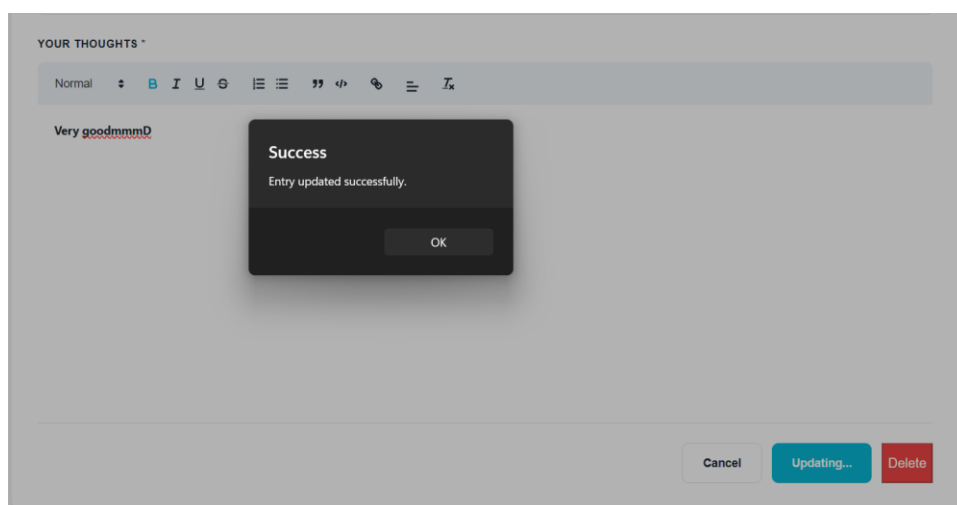 YOUR THOUGHTS *
Normal B I U S
Very goodmmmD
Success
Entry updated successfully.
OK
Cancel Updating... Delete